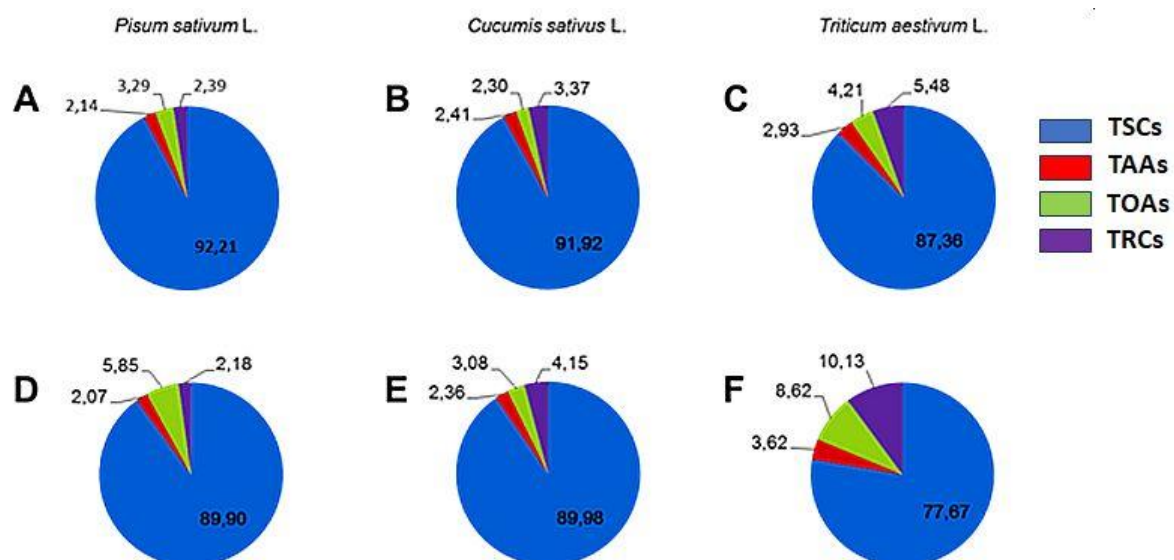 Pisum sativum L.
Cucumis sativus L.
Triticum aestivum L.
A
2,14
3,29
2,39
92,21
B
2,41
2,30
3,37
91,92
C
2,93
4,21
5,48
87,36
TSCs
TAAs
TOAs
TRCs
D
2,07
5,85
2,18
89,90
E
2,36
3,08
4,15
89,98
F
3,62
8,62
10,13
77,67